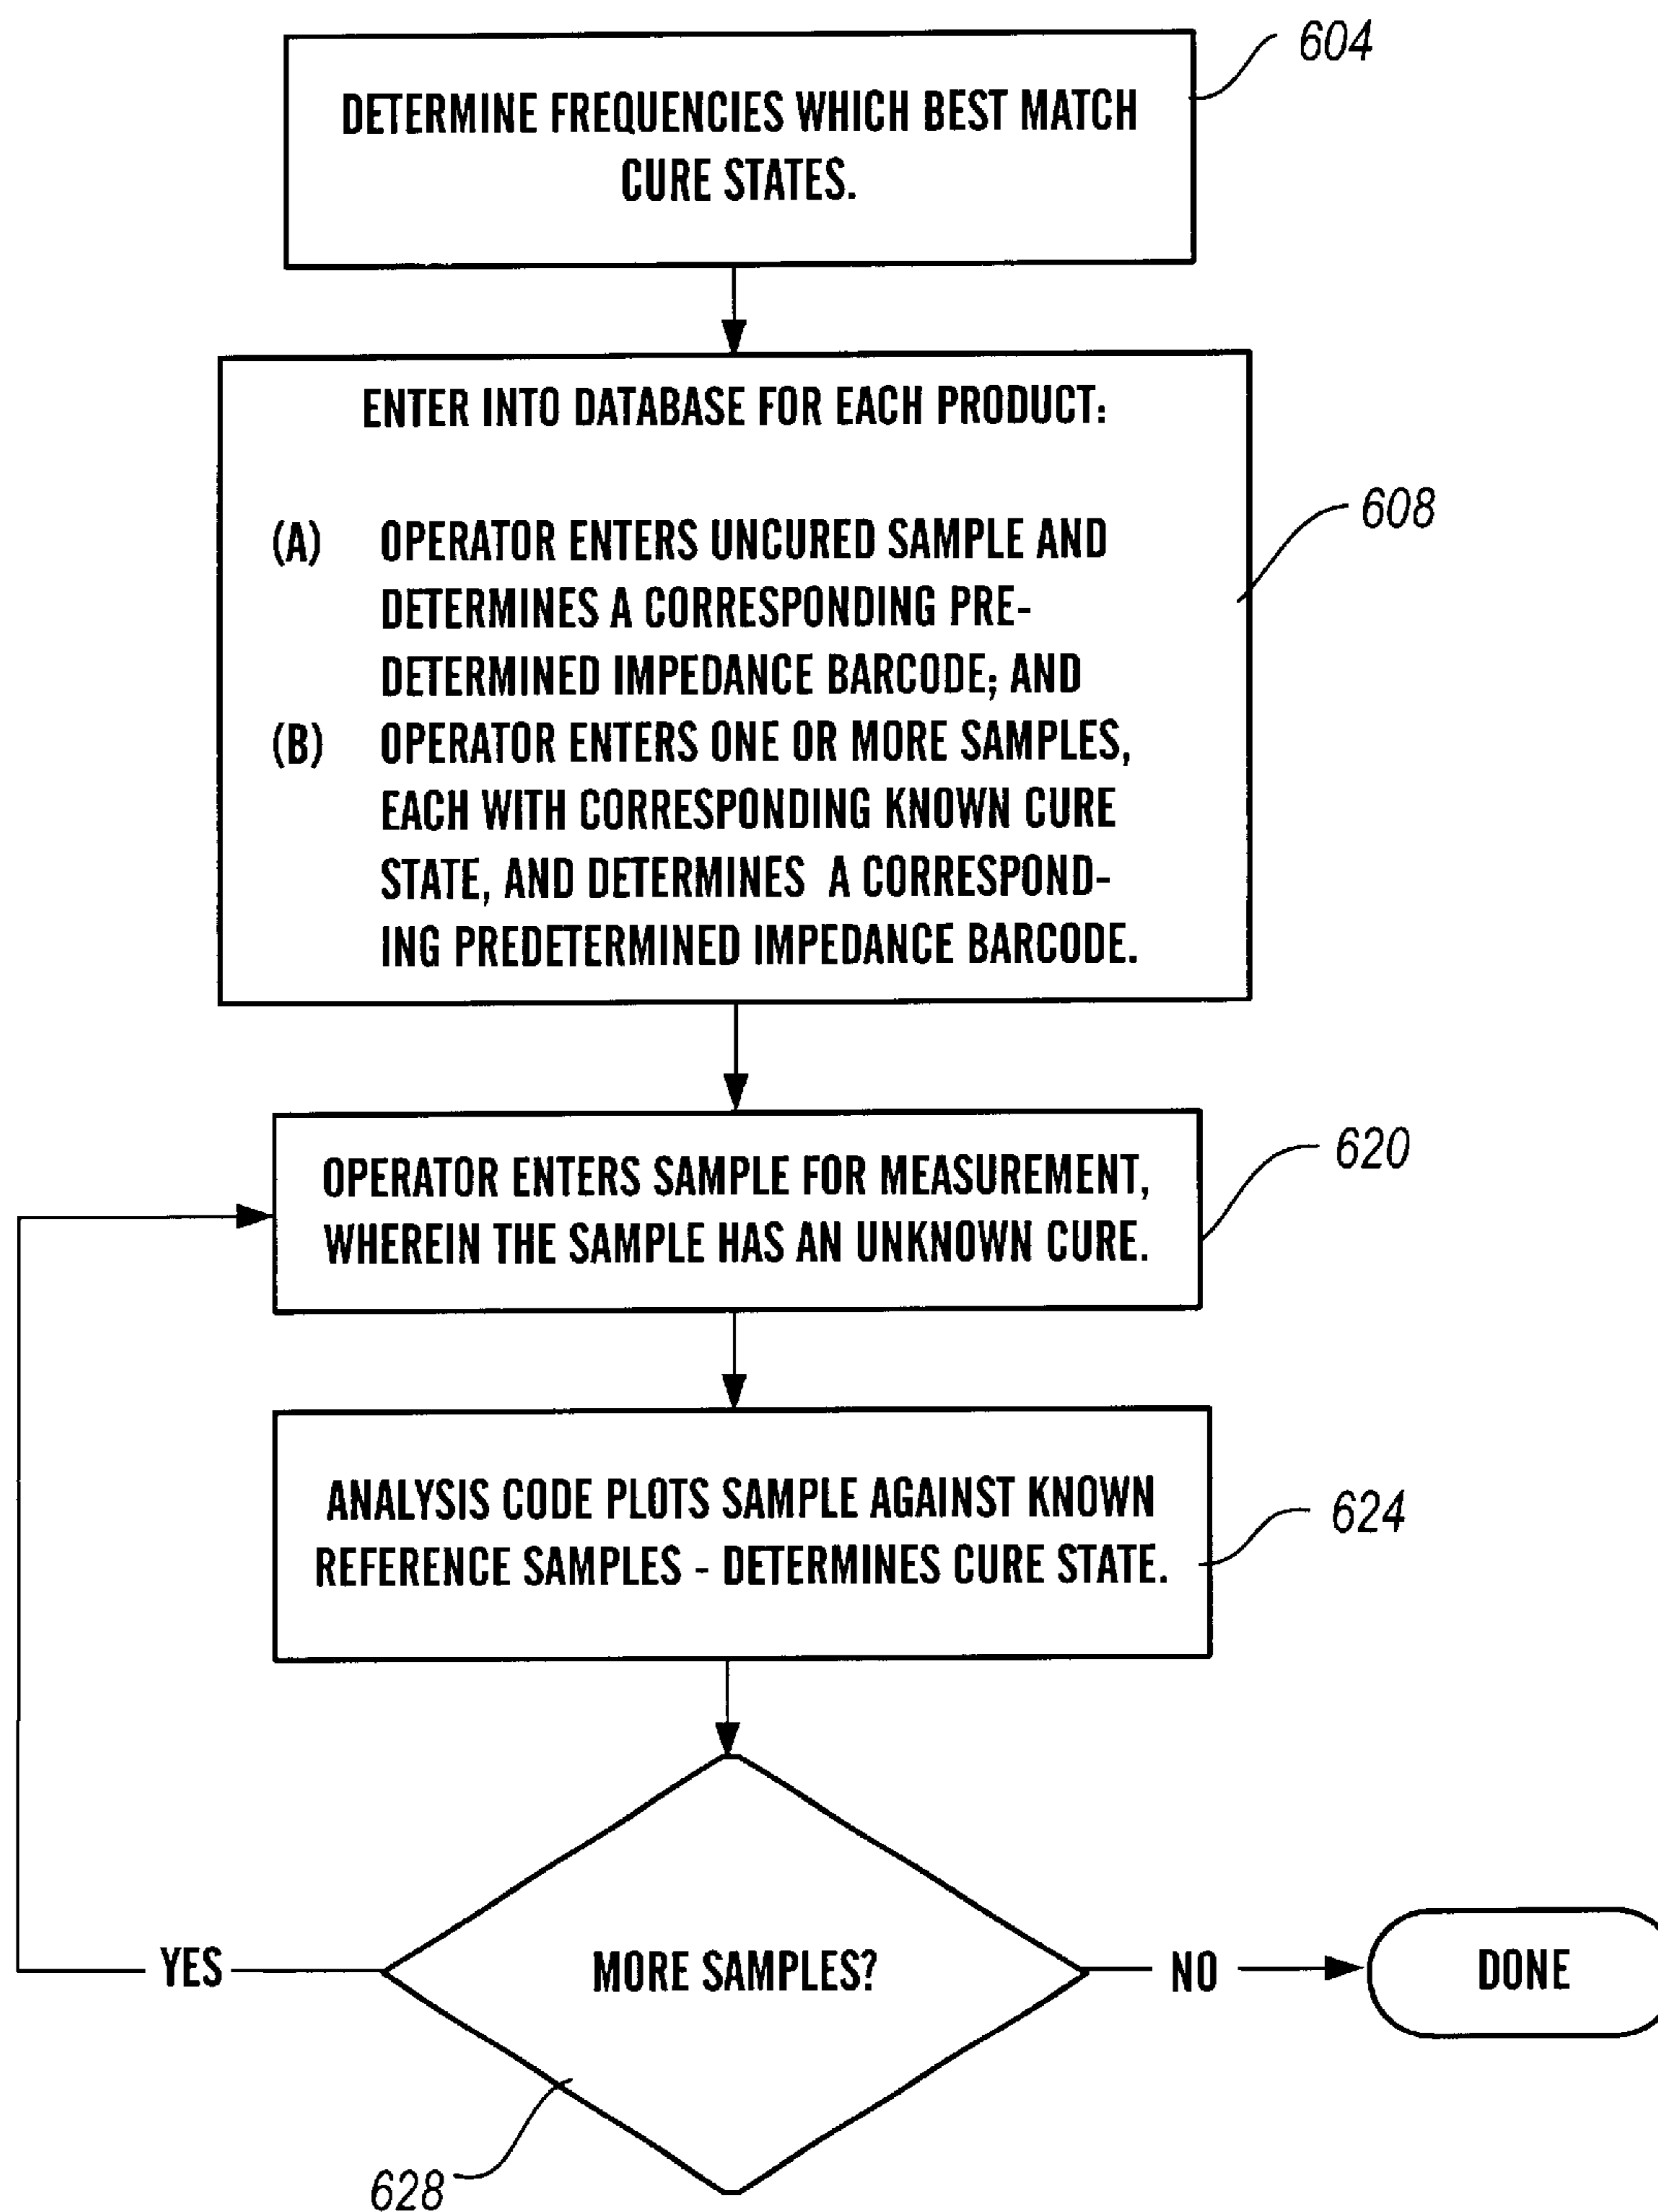 604
DETERMINE FREQUENCIES WHICH BEST MATCH
CURE STATES.
ENTER INTO DATABASE FOR EACH PRODUCT:
608
(A) OPERATOR ENTERS UNCURED SAMPLE AND
DETERMINES A CORRESPONDING PRE-
DETERMINED IMPEDANCE BARCODE; AND
(B) OPERATOR ENTERS ONE OR MORE SAMPLES,
EACH WITH CORRESPONDING KNOWN CURE
STATE, AND DETERMINES A CORRESPOND-
ING PREDETERMINED IMPEDANCE BARCODE.
620
OPERATOR ENTERS SAMPLE FOR MEASUREMENT,
WHEREIN THE SAMPLE HAS AN UNKNOWN CURE.
624
ANALYSIS CODE PLOTS SAMPLE AGAINST KNOWN
REFERENCE SAMPLES - DETERMINES CURE STATE.
YES
MORE SAMPLES?
NO
DONE
628